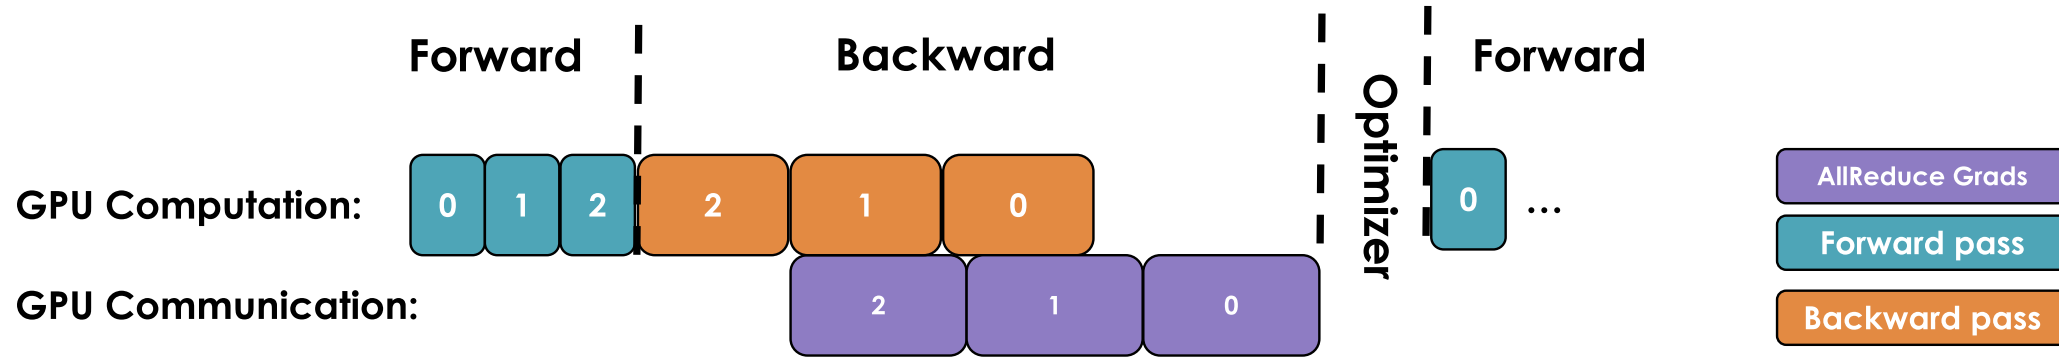 Forward
Backward
Optimizer
Forward
GPU Computation:
0 1 2 2 1 0 0 ...
GPU Communication:
2 1 0
AllReduce Grads
Forward pass
Backward pass